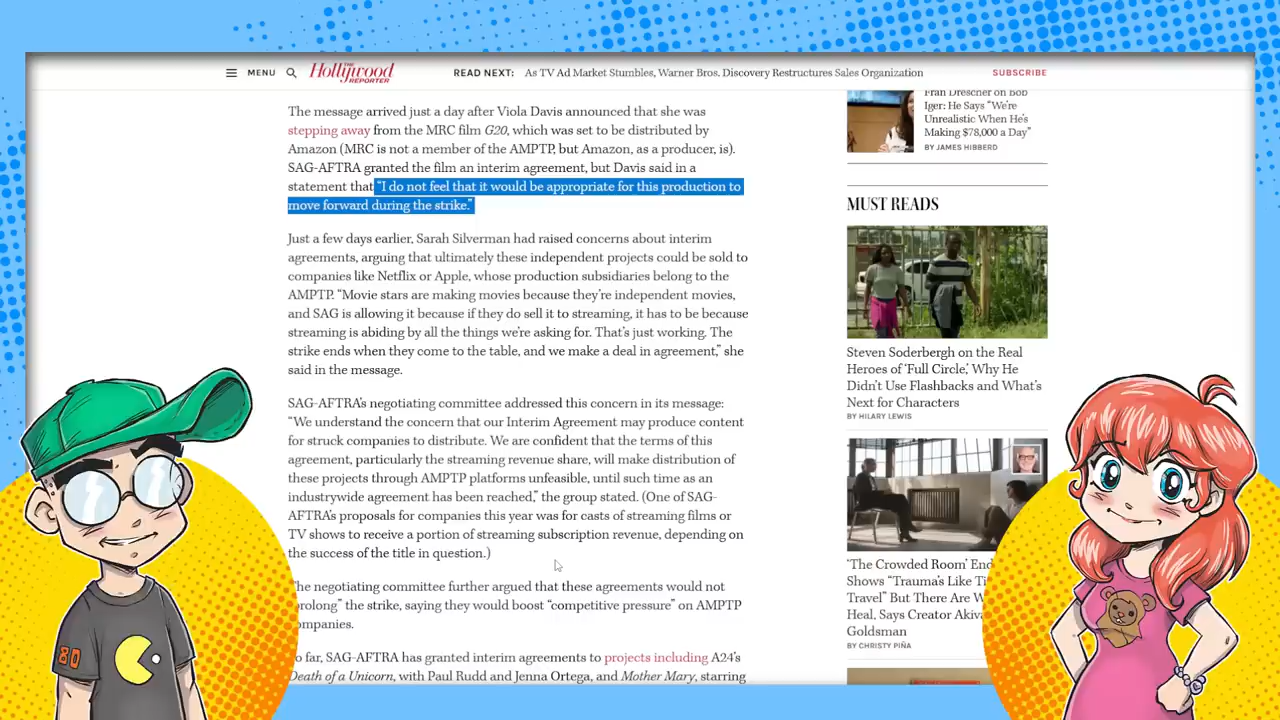 MENU
THE
Hollywood
REPORTER
READ NEXT: As TV Ad Market Stumbles, Warner Bros. Discovery Restructures Sales Organization
SUBSCRIBE
The message arrived just a day after Viola Davis announced that she was
stepping away from the MRC film G20, which was set to be distributed by
Amazon (MRC is not a member of the AMPTP, but Amazon, as a producer, is).
SAG-AFTRA granted the film an interim agreement, but Davis said in a
statement that “I do not feel that it would be appropriate for this production to
move forward during the strike.”
Just a few days earlier, Sarah Silverman had raised concerns about interim
agreements, arguing that ultimately these independent projects could be sold to
companies like Netflix or Apple, whose production subsidiaries belong to the
AMPTP. “Movie stars are making movies because they’re independent movies,
and SAG is allowing it because if they do sell it to streaming, it has to be because
streaming is abiding by all the things we’re asking for. That’s just working. The
strike ends when they come to the table, and we make a deal in agreement,” she
said in the message.
SAG-AFTRA’s negotiating committee addressed this concern in its message:
“We understand the concern that our Interim Agreement may produce content
for struck companies to distribute. We are confident that the terms of this
agreement, particularly the streaming revenue share, will make distribution of
these projects through AMPTP platforms unfeasible, until such time as an
industrywide agreement has been reached,” the group stated. (One of SAG-
AFTRA’s proposals for companies this year was for casts of streaming films or
TV shows to receive a portion of streaming subscription revenue, depending on
the success of the title in question.)
he negotiating committee further argued that these agreements would not
rolong” the strike, saying they would boost “competitive pressure” on AMPTP
ompanies.
o far, SAG-AFTRA has granted interim agreements to projects including A24’s
Death of a Unicorn, with Paul Rudd and Jenna Ortega, and Mother Mary, starring
Fran Drescher on Bob
Iger: He Says “We’re
Unrealistic When He’s
Making $78,000 a Day”
BY JAMES HIBBERD
MUST READS
Steven Soderbergh on the Real
Heroes of ‘Full Circle,’ Why He
Didn’t Use Flashbacks and What’s
Next for Characters
BY HILARY LEWIS
‘The Crowded Room’ End
Shows “Trauma’s Like Ti
Travel” But There Are W
Heal, Says Creator Akiva
Goldsman
BY CHRISTY PIÑA
80